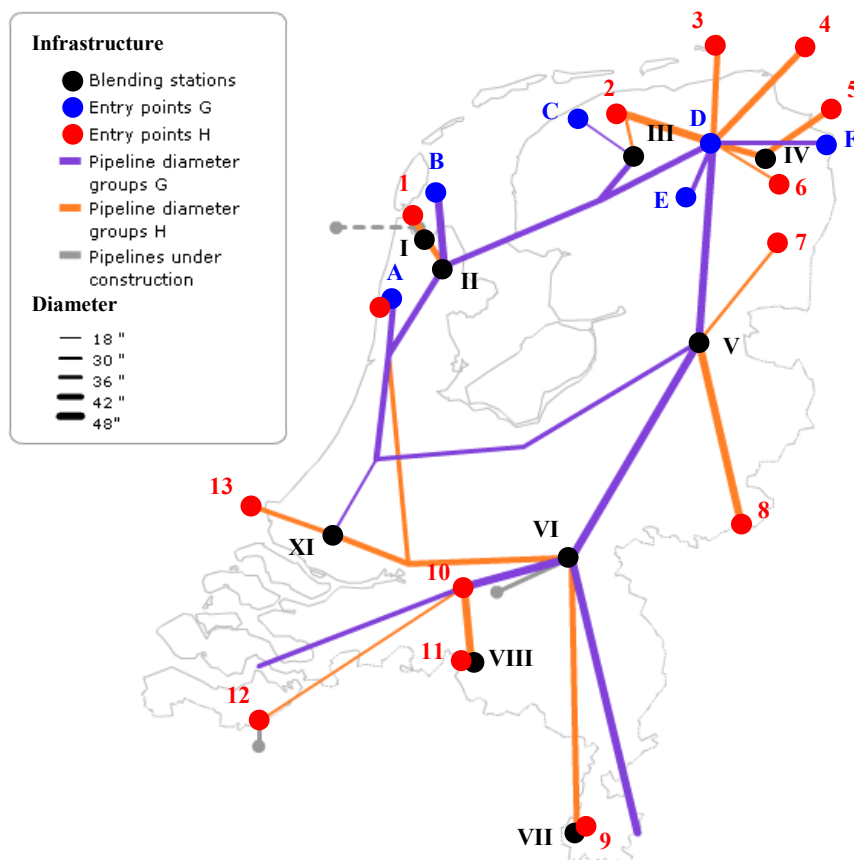 Infrastructure
Blending stations
Entry points G
Entry points H
Pipeline diameter
groups G
Pipeline diameter
groups H
Pipelines under
construction
Diameter
18 "
30 "
36 "
42 "
48"
3
4
2
5
C
D
III
F
IV
B
E
6
1
I
7
II
A
V
13
8
XI
VI
10
11
VIII
12
VII
9